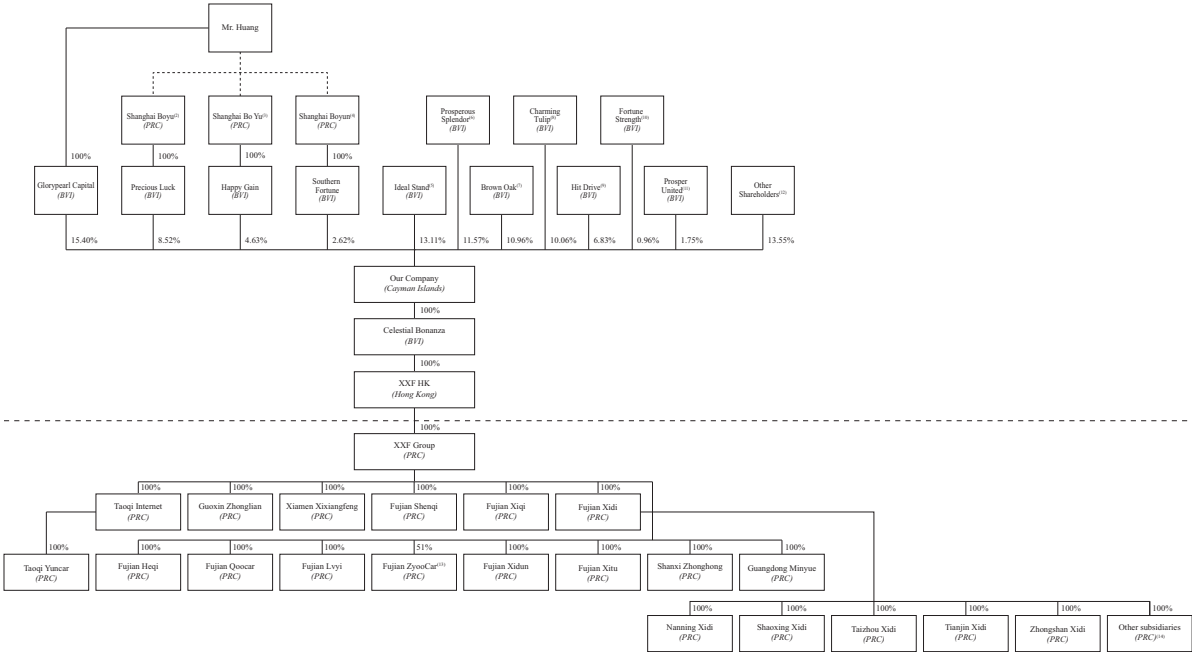 Mr. Huang
Shanghai Boyu(2)
(PRC)
Shanghai Bo Yu(3)
(PRC)
Shanghai Boyun(4)
(PRC)
Prosperous
Splendor(6)
(BVI)
Charming
Tulip(8)
(BVI)
Fortune
Strength(10)
(BVI)
100%
100%
100%
100%
Glorypearl Capital
(BVI)
Precious Luck
(BVI)
Happy Gain
(BVI)
Southern
Fortune
(BVI)
Ideal Stand(5)
(BVI)
Brown Oak(7)
(BVI)
Hit Drive(9)
(BVI)
Prosper
United(11)
(BVI)
Other
Shareholders(12)
15.40%
8.52%
4.63%
2.62%
13.11%
11.57%
10.96%
10.06%
6.83%
0.96%
1.75%
13.55%
Our Company
(Cayman Islands)
100%
Celestial Bonanza
(BVI)
100%
XXF HK
(Hong Kong)
100%
XXF Group
(PRC)
100%
100%
100%
100%
100%
100%
Taoqi Internet
(PRC)
Guoxin Zhonglian
(PRC)
Xiamen Xixiangfeng
(PRC)
Fujian Shenqi
(PRC)
Fujian Xiqi
(PRC)
Fujian Xidi
(PRC)
100%
100%
100%
100%
51%
100%
100%
100%
100%
Taoqi Yuncar
(PRC)
Fujian Heqi
(PRC)
Fujian Qoocar
(PRC)
Fujian Lvyi
(PRC)
Fujian ZyooCar(13)
(PRC)
Fujian Xidun
(PRC)
Fujian Xitu
(PRC)
Shanxi Zhonghong
(PRC)
Guangdong Minyue
(PRC)
100%
100%
100%
100%
100%
100%
Nanning Xidi
(PRC)
Shaoxing Xidi
(PRC)
Taizhou Xidi
(PRC)
Tianjin Xidi
(PRC)
Zhongshan Xidi
(PRC)
Other subsidiaries
(PRC)(14)